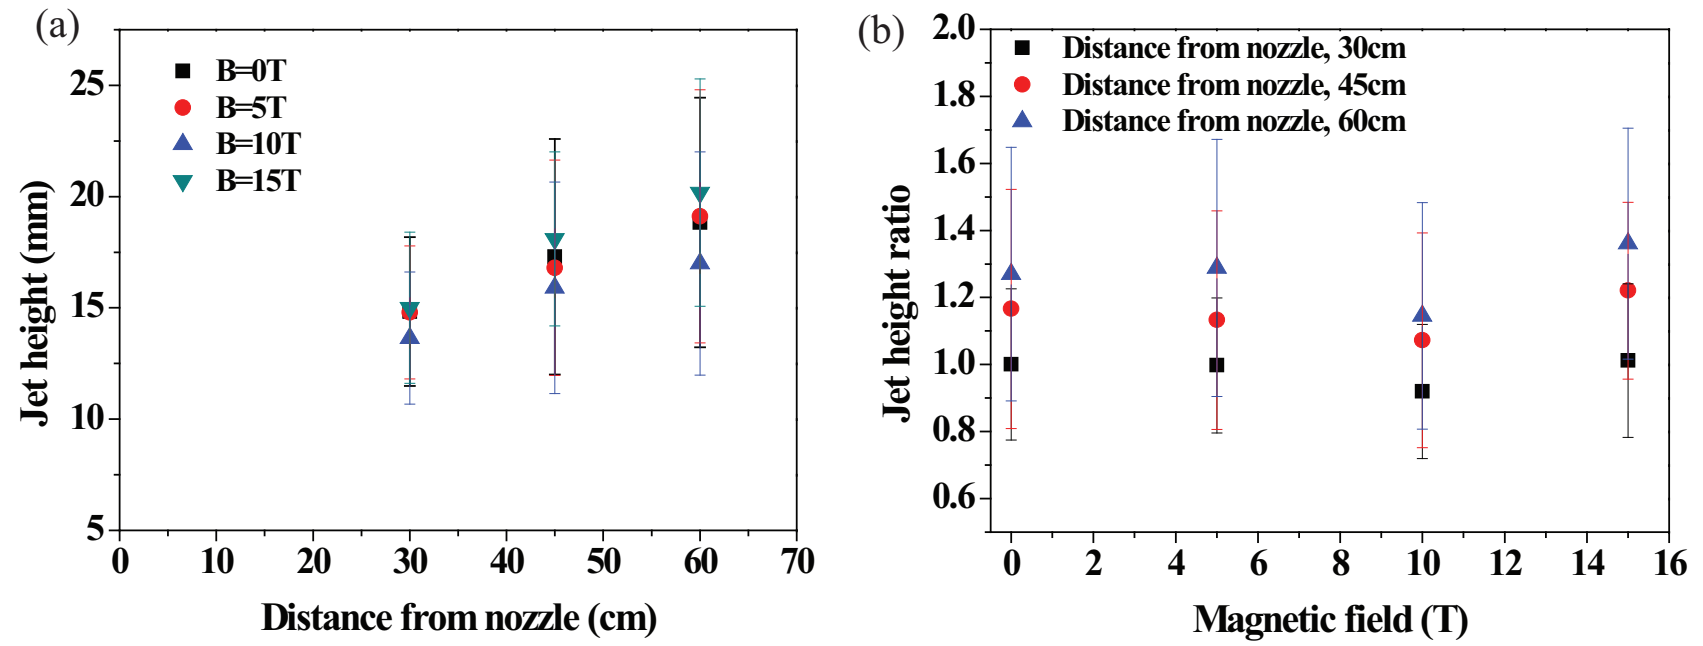 (a)
B=0T
B=5T
B=10T
B=15T
25
20
15
10
5
0 10 20 30 40 50 60 70
Jet height (mm)
Distance from nozzle (cm)
(b)
Distance from nozzle, 30cm
Distance from nozzle, 45cm
Distance from nozzle, 60cm
2.0
1.8
1.6
1.4
1.2
1.0
0.8
0.6
0 2 4 6 8 10 12 14 16
Jet height ratio
Magnetic field (T)